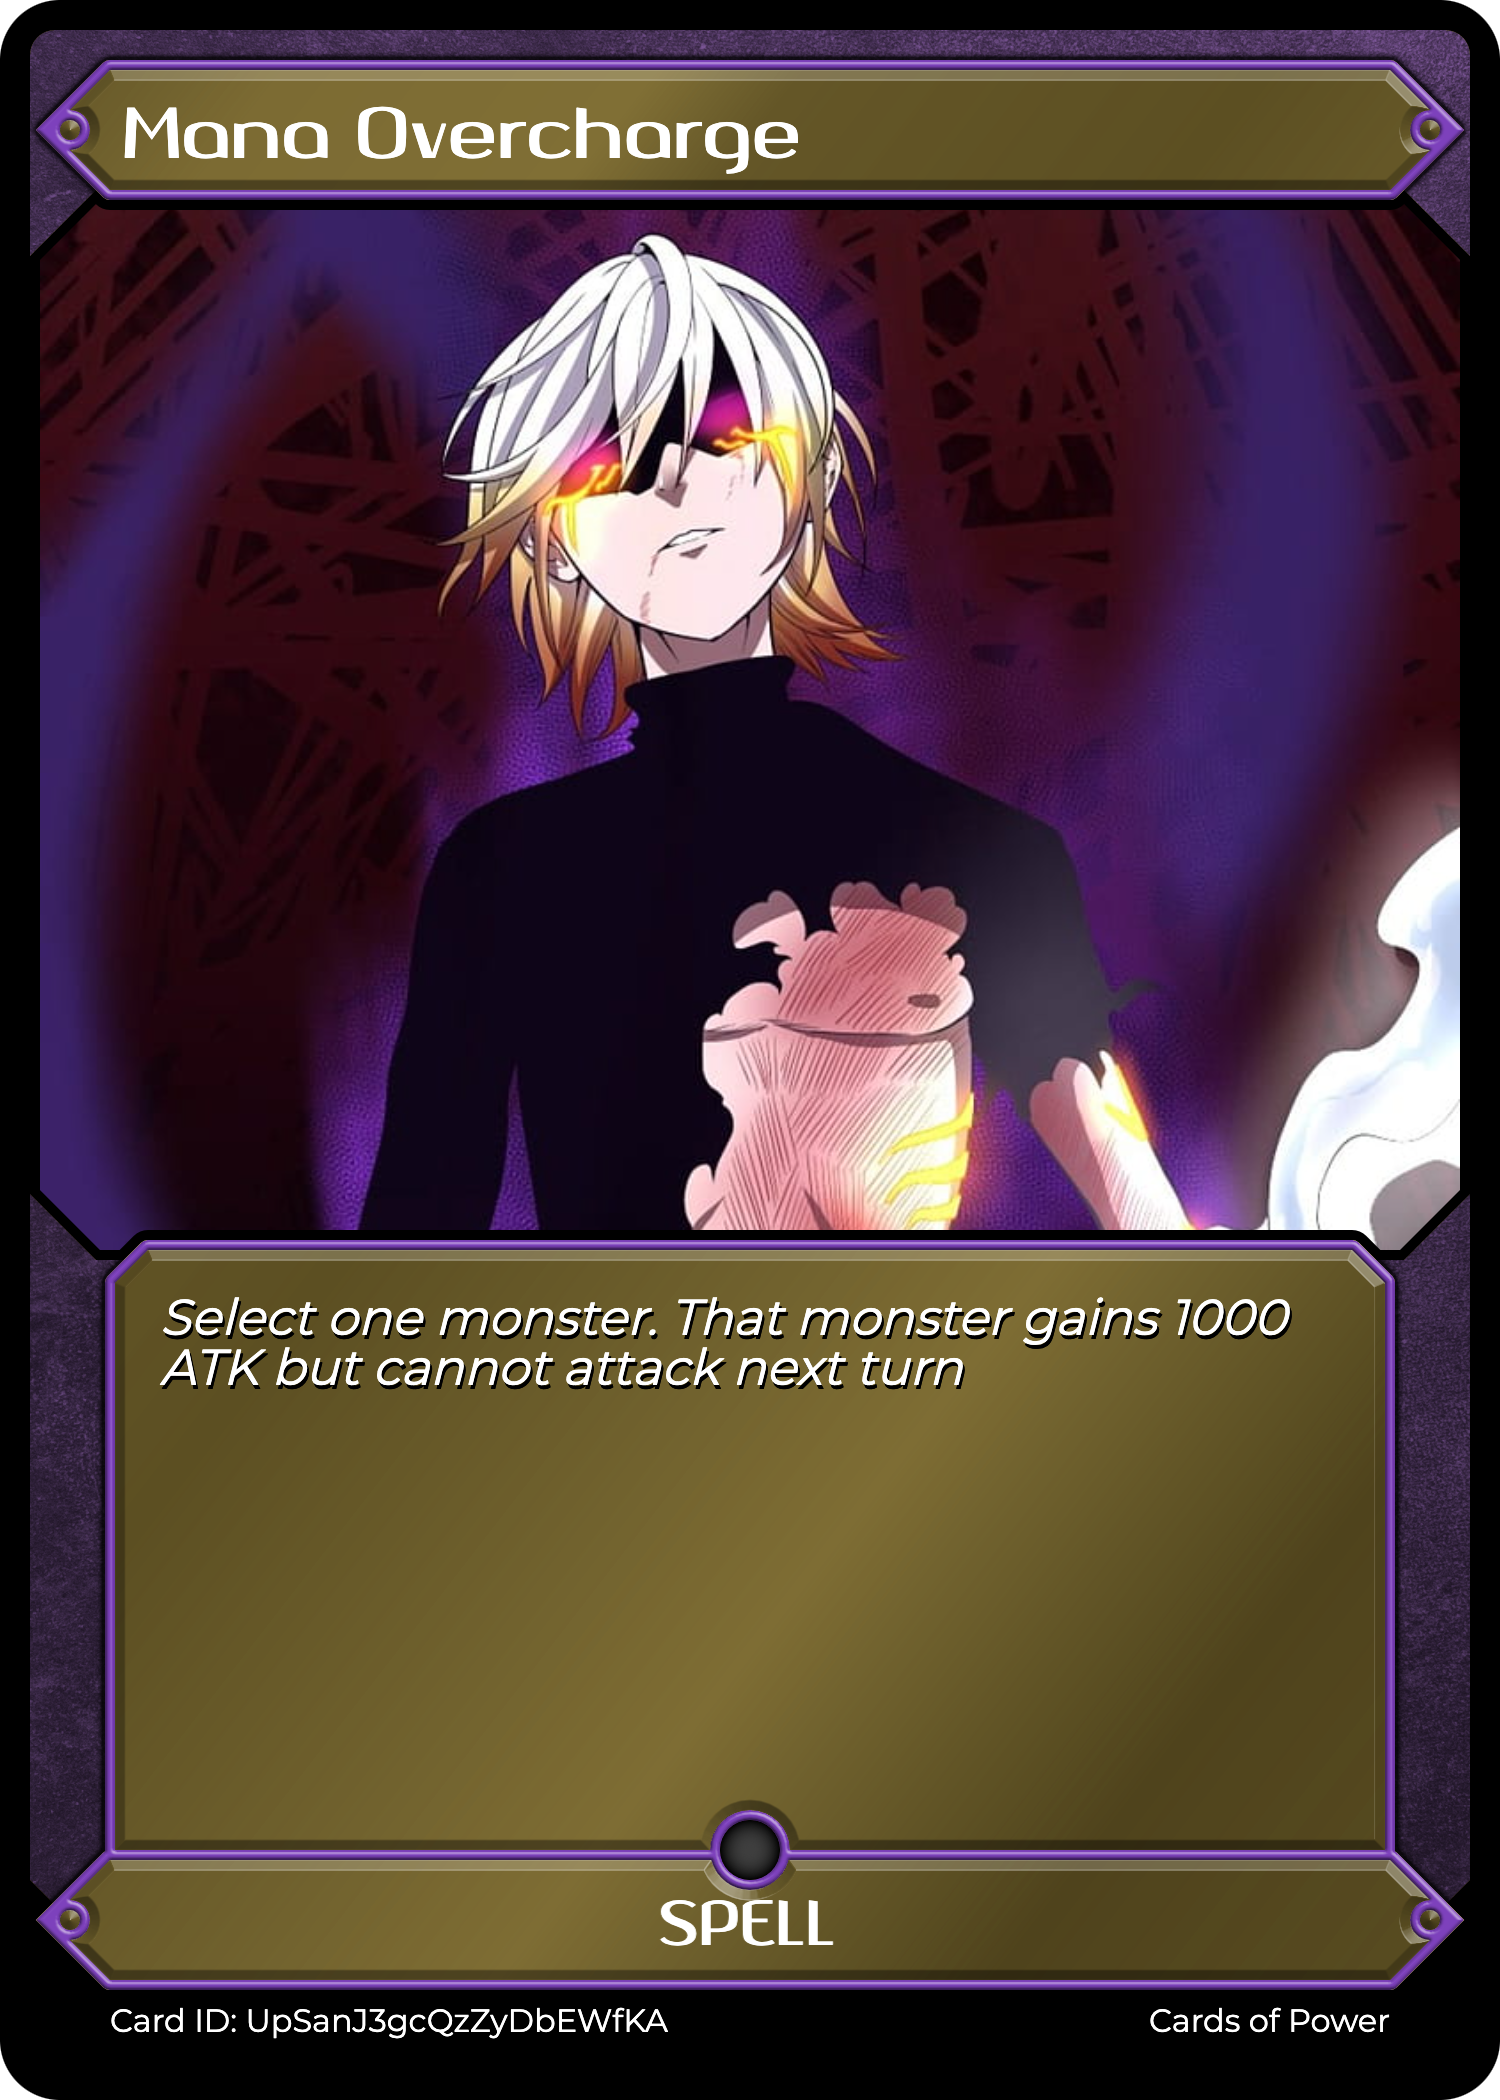 Mana Overcharge
Select one monster. That monster gains 1000
ATK but cannot attack next turn
SPELL
Card ID: UpSanJ3gcQzZyDbEWfKA
Cards of Power